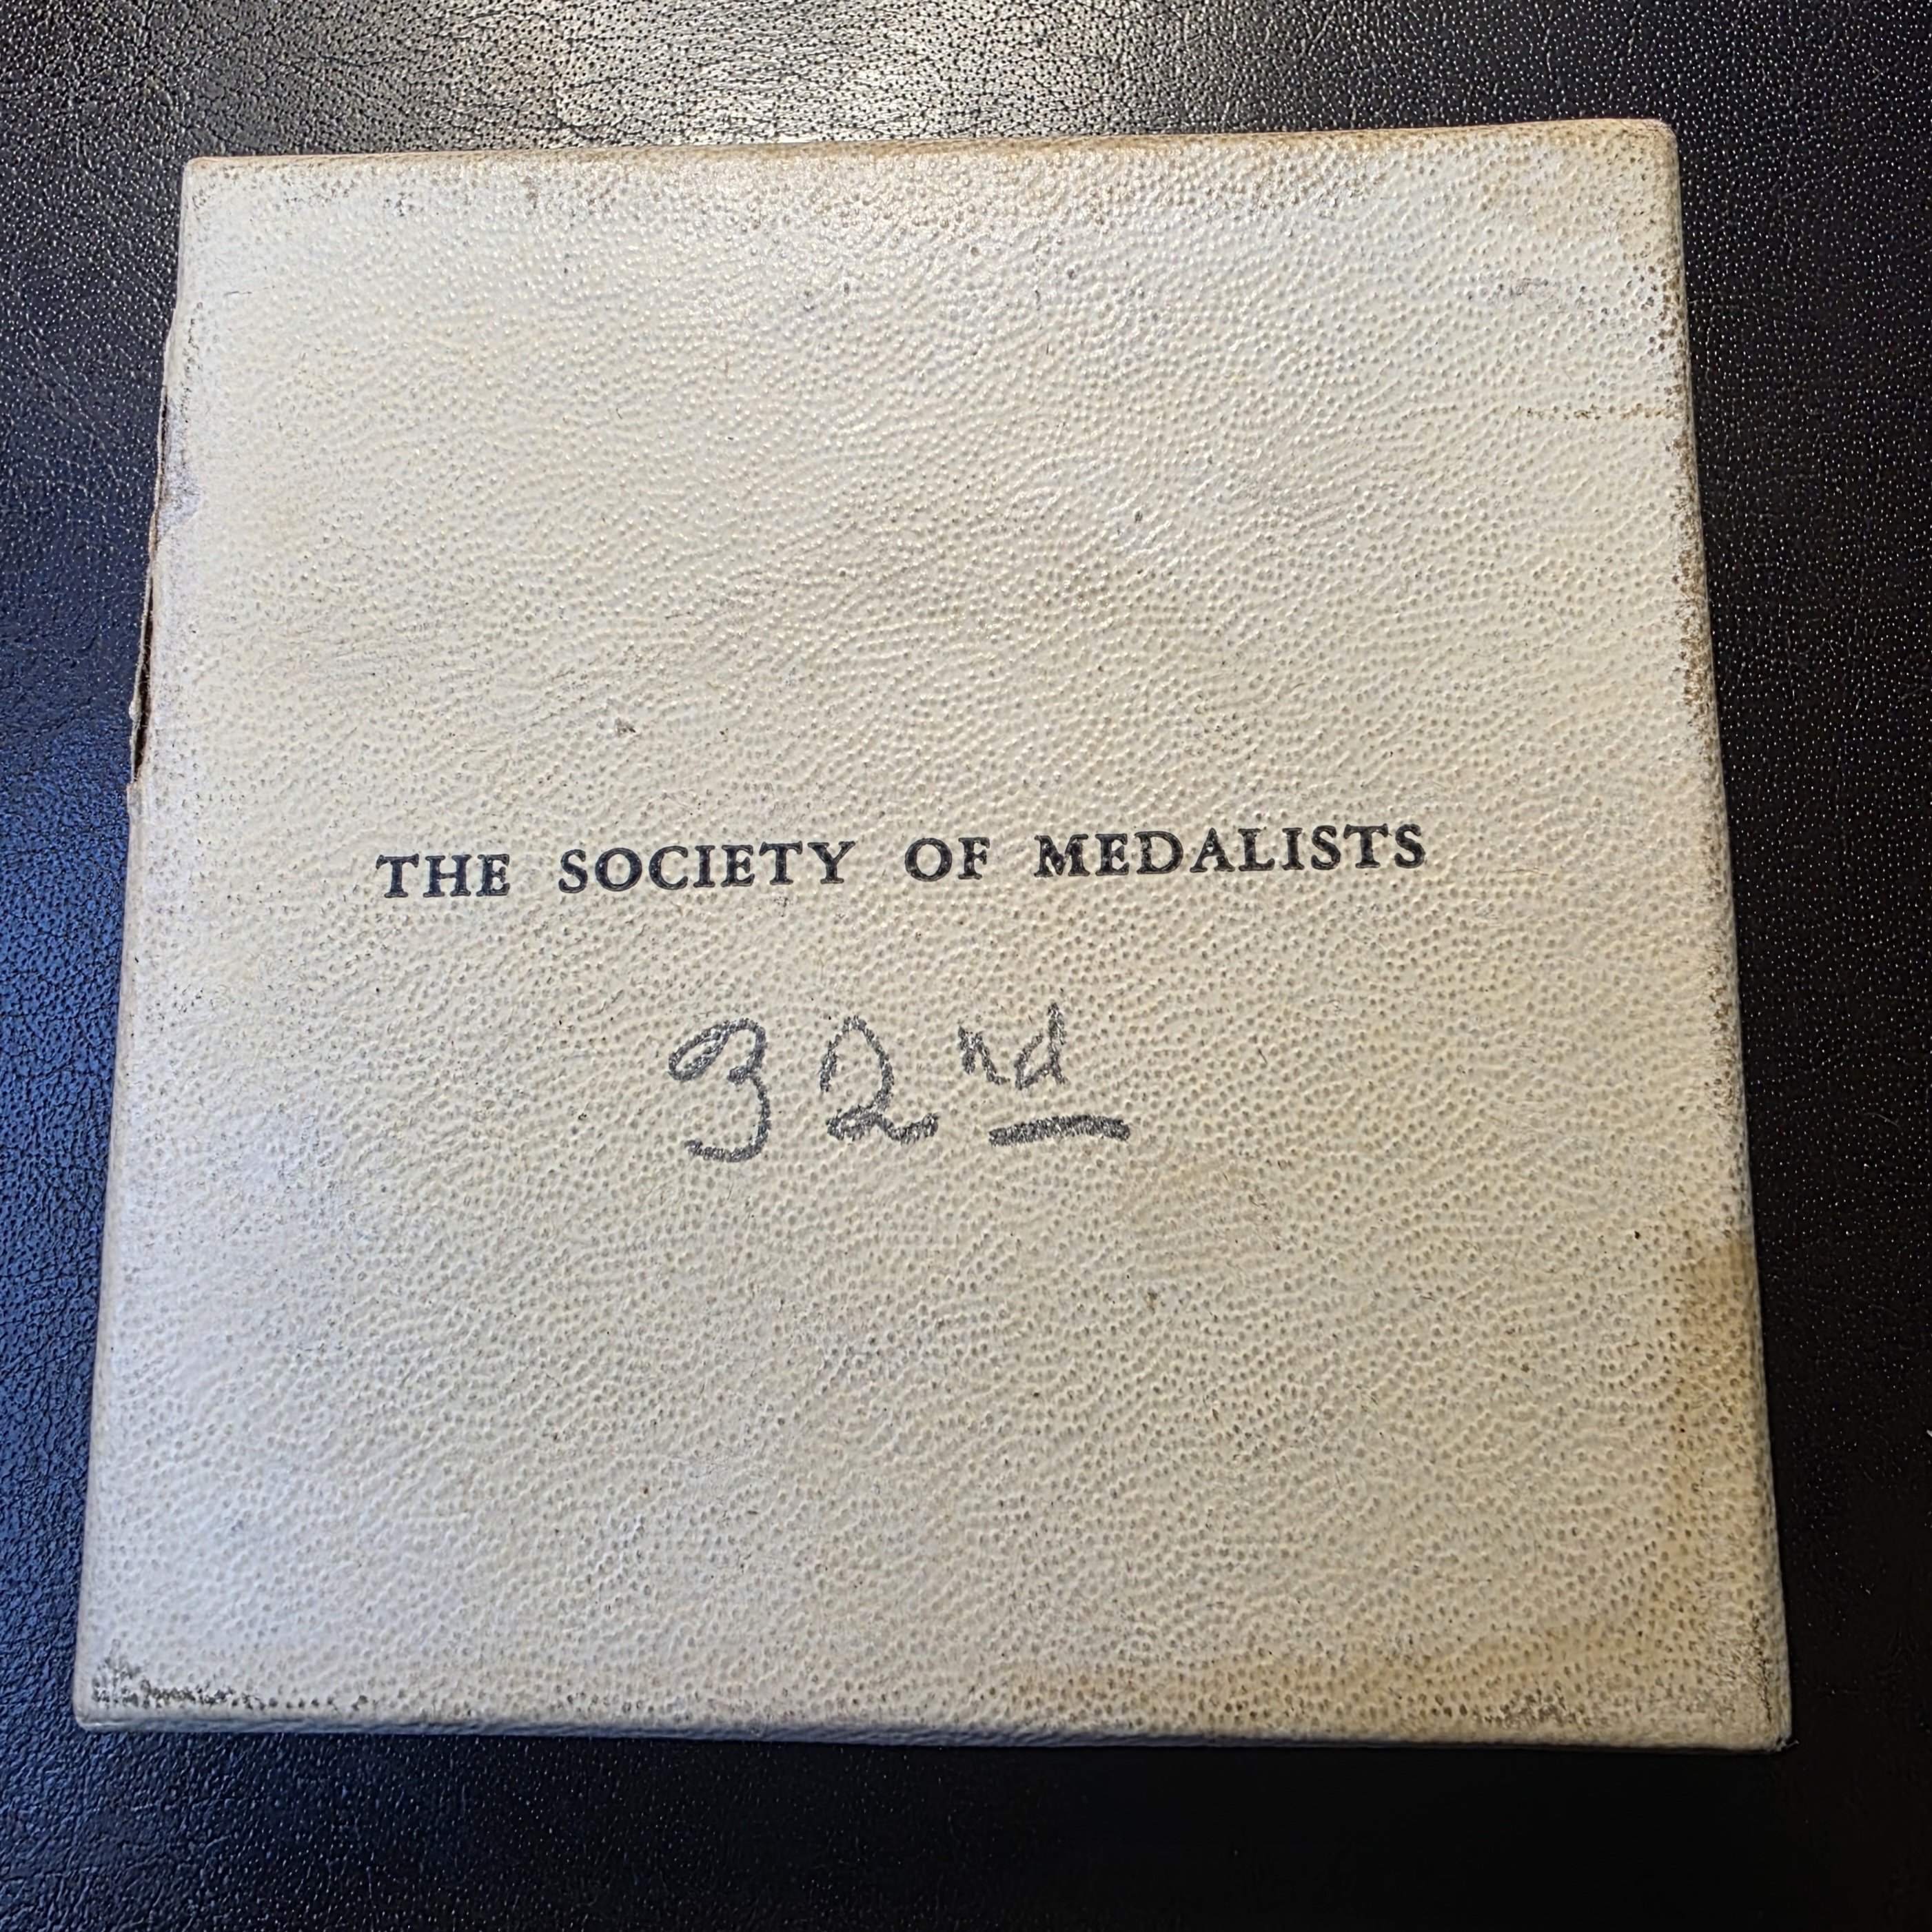 THE SOCIETY OF MEDALISTS
32nd